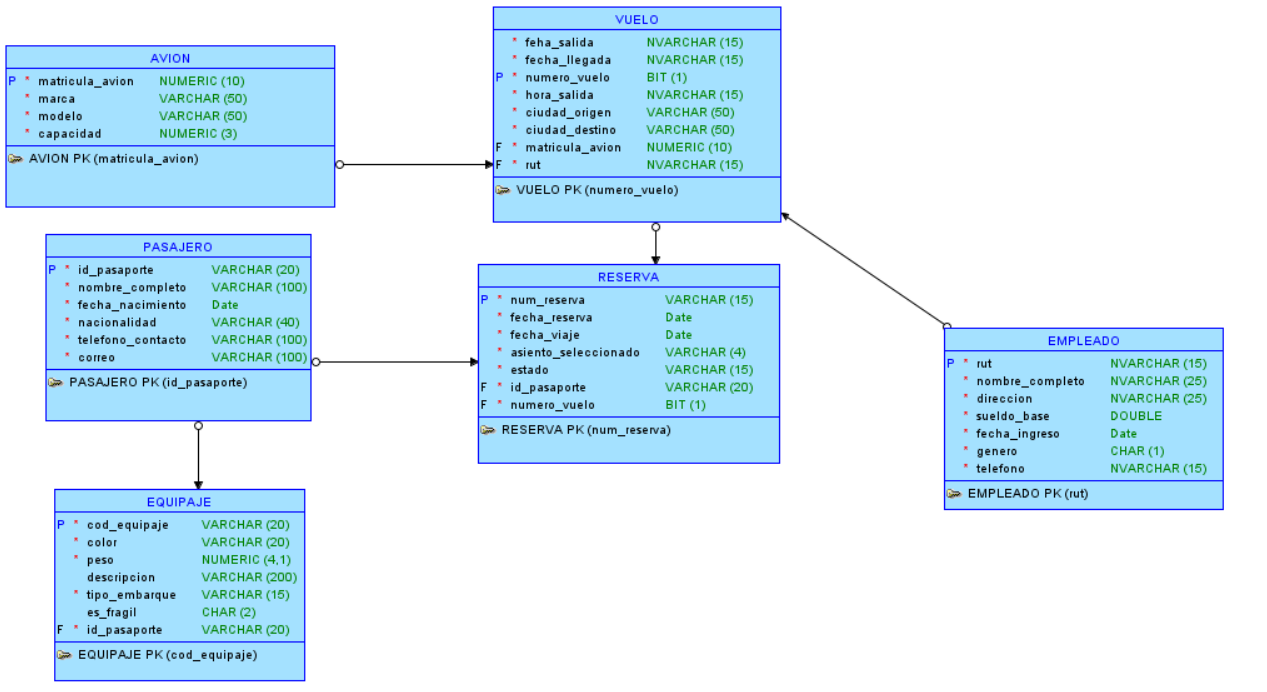 VUELO
* feha_salida NVARCHAR (15)
* fecha_llegada NVARCHAR (15)
P * numero_vuelo BIT (1)
* hora_salida NVARCHAR (15)
* ciudad_origen VARCHAR (50)
* ciudad_destino VARCHAR (50)
F * matricula_avion NUMERIC (10)
F * rut NVARCHAR (15)
VUELO PK (numero_vuelo)
AVION
P * matricula_avion NUMERIC (10)
* marca VARCHAR (50)
* modelo VARCHAR (50)
* capacidad NUMERIC (3)
AVION PK (matricula_avion)
PASAJERO
P * id_pasaporte VARCHAR (20)
* nombre_completo VARCHAR (100)
* fecha_nacimiento Date
* nacionalidad VARCHAR (40)
* telefono_contacto VARCHAR (100)
* correo VARCHAR (100)
PASAJERO PK (id_pasaporte)
RESERVA
P * num_reserva VARCHAR (15)
* fecha_reserva Date
* fecha_viaje Date
* asiento_seleccionado VARCHAR (4)
* estado VARCHAR (15)
F * id_pasaporte VARCHAR (20)
F * numero_vuelo BIT (1)
RESERVA PK (num_reserva)
EMPLEADO
P * rut NVARCHAR (15)
* nombre_completo NVARCHAR (25)
* direccion NVARCHAR (25)
* sueldo_base DOUBLE
* fecha_ingreso Date
* genero CHAR (1)
* telefono NVARCHAR (15)
EMPLEADO PK (rut)
EQUIPAJE
P * cod_equipaje VARCHAR (20)
* color VARCHAR (20)
* peso NUMERIC (4,1)
descripcion VARCHAR (200)
* tipo_embarque VARCHAR (15)
es_fragil CHAR (2)
F * id_pasaporte VARCHAR (20)
EQUIPAJE PK (cod_equipaje)